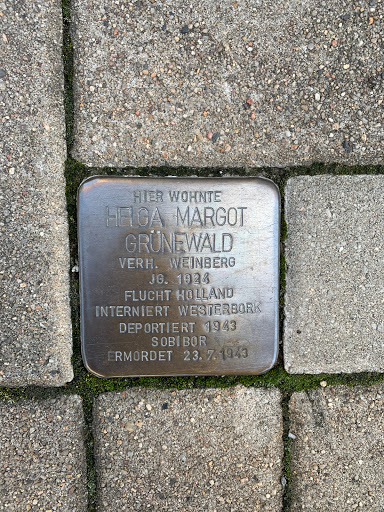 HIER WOHNTE
HELGA MARGOT
GRÜNEWALD
VERH. WEINBERG
JG. 1924
FLUCHT HOLLAND
INTERNIERT WESTERBORK
DEPORTIERT 1943
SOBIBOR
ERMORDET 23.7.1943